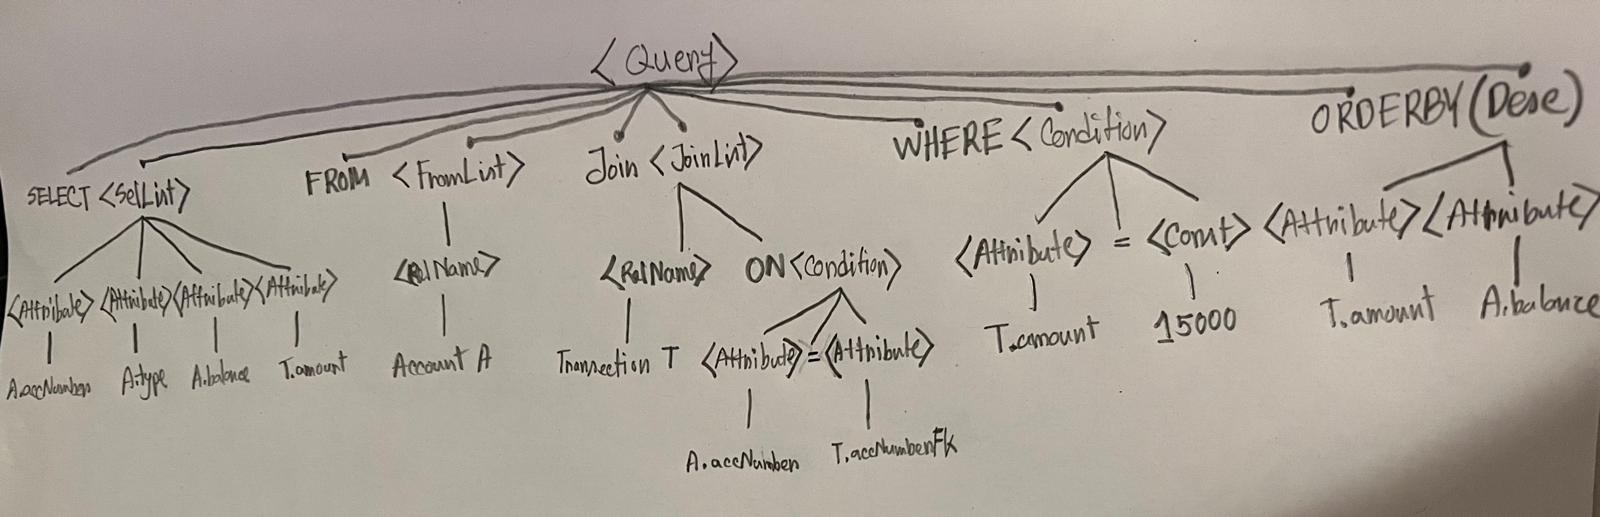 <Query>
SELECT <SelList> FROM <FromList> Join <JoinList> WHERE <Condition> ORDERBY (Desc)
<Attribute> <Attribute> <Attribute> <Attribute> <RelName> <RelName> ON <Condition> <Attribute> = <Const> <Attribute> <Attribute>
A.accNumber A.type A.balance T.amount Account A Transection T <Attribute> = <Attribute> T.amount 15000 T.amount A.balance
A.accNumber T.accNumberFk